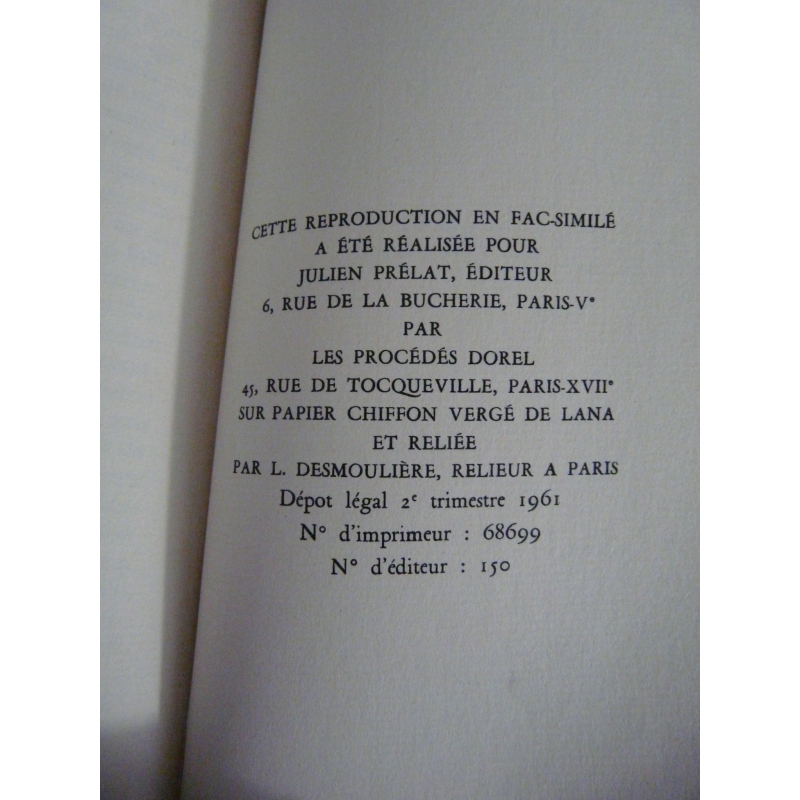 CETTE REPRODUCTION EN FAC-SIMILÉ
A ÉTÉ RÉALISÉE POUR
JULIEN PRÉLAT, ÉDITEUR
6, RUE DE LA BUCHERIE, PARIS-Vᵉ
PAR
LES PROCÉDÉS DOREL
45, RUE DE TOCQUEVILLE, PARIS-XVIIᵉ
SUR PAPIER CHIFFON VERGÉ DE LANA
ET RELIÉE
PAR L. DESMOULIÈRE, RELIEUR A PARIS
Dépot légal 2ᵉ trimestre 1961
N° d'imprimeur : 68699
N° d'éditeur : 150